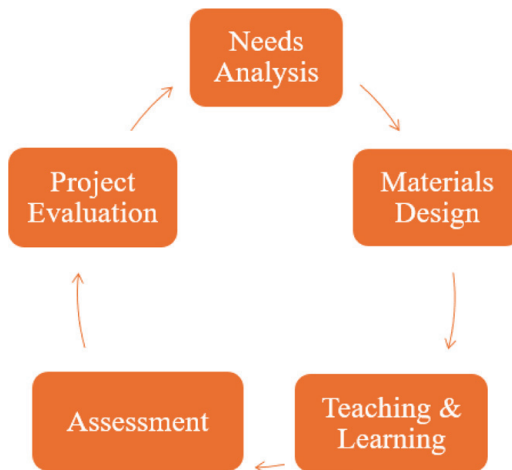 Needs
Analysis
Materials
Design
Teaching &
Learning
Assessment
Project
Evaluation